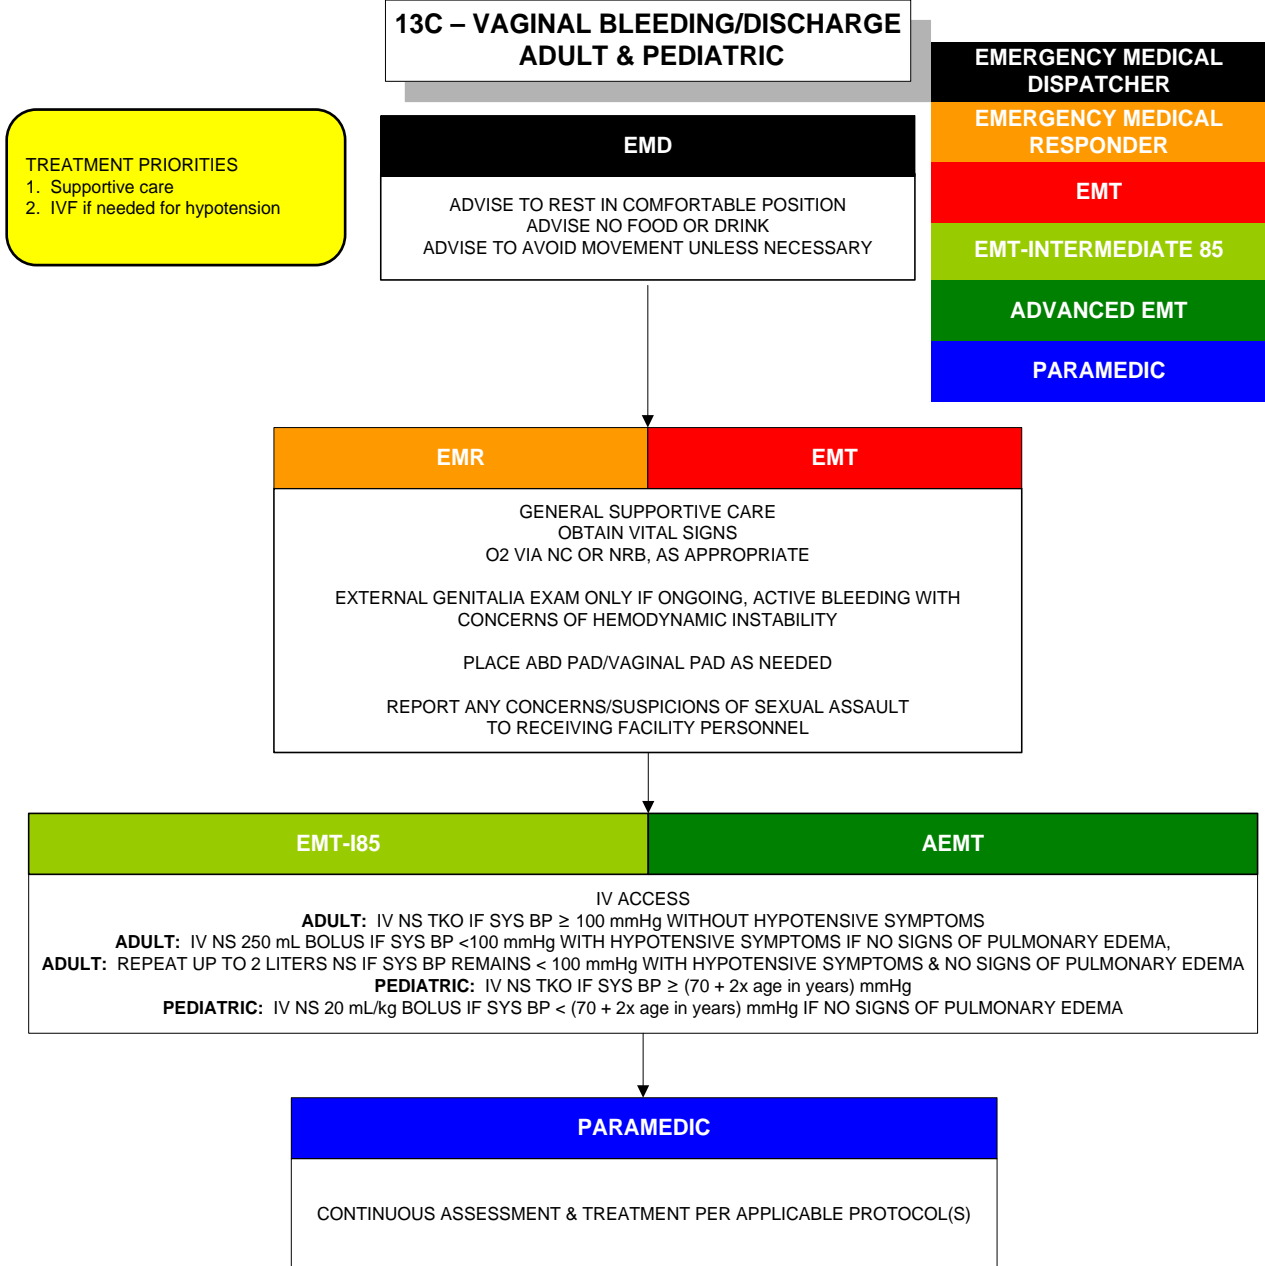 13C – VAGINAL BLEEDING/DISCHARGE
ADULT & PEDIATRIC
EMERGENCY MEDICAL
DISPATCHER
EMERGENCY MEDICAL
RESPONDER
EMT
EMT-INTERMEDIATE 85
ADVANCED EMT
PARAMEDIC
TREATMENT PRIORITIES
1. Supportive care
2. IVF if needed for hypotension
EMD
ADVISE TO REST IN COMFORTABLE POSITION
ADVISE NO FOOD OR DRINK
ADVISE TO AVOID MOVEMENT UNLESS NECESSARY
EMR
EMT
GENERAL SUPPORTIVE CARE
OBTAIN VITAL SIGNS
O2 VIA NC OR NRB, AS APPROPRIATE
EXTERNAL GENITALIA EXAM ONLY IF ONGOING, ACTIVE BLEEDING WITH
CONCERNS OF HEMODYNAMIC INSTABILITY
PLACE ABD PAD/VAGINAL PAD AS NEEDED
REPORT ANY CONCERNS/SUSPICIONS OF SEXUAL ASSAULT
TO RECEIVING FACILITY PERSONNEL
EMT-I85
AEMT
IV ACCESS
ADULT: IV NS TKO IF SYS BP ≥ 100 mmHg WITHOUT HYPOTENSIVE SYMPTOMS
ADULT: IV NS 250 mL BOLUS IF SYS BP <100 mmHg WITH HYPOTENSIVE SYMPTOMS IF NO SIGNS OF PULMONARY EDEMA,
ADULT: REPEAT UP TO 2 LITERS NS IF SYS BP REMAINS < 100 mmHg WITH HYPOTENSIVE SYMPTOMS & NO SIGNS OF PULMONARY EDEMA
PEDIATRIC: IV NS TKO IF SYS BP ≥ (70 + 2x age in years) mmHg
PEDIATRIC: IV NS 20 mL/kg BOLUS IF SYS BP < (70 + 2x age in years) mmHg IF NO SIGNS OF PULMONARY EDEMA
PARAMEDIC
CONTINUOUS ASSESSMENT & TREATMENT PER APPLICABLE PROTOCOL(S)